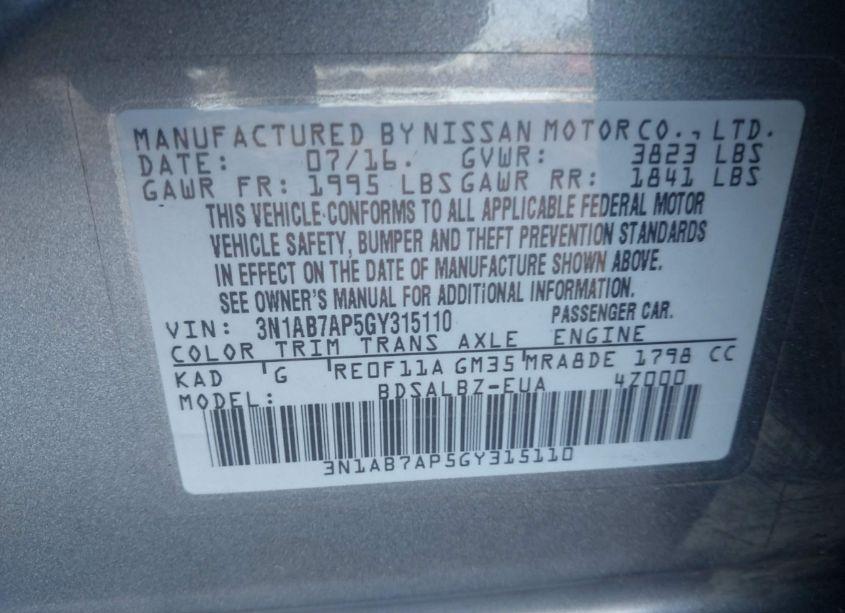 MANUFACTURED BY NISSAN MOTOR CO., LTD.
DATE: 07/16. GVWR: 3823 LBS
GAWR FR: 1995 LBS GAWR RR: 1841 LBS
THIS VEHICLE CONFORMS TO ALL APPLICABLE FEDERAL MOTOR
VEHICLE SAFETY, BUMPER AND THEFT PREVENTION STANDARDS
IN EFFECT ON THE DATE OF MANUFACTURE SHOWN ABOVE.
SEE OWNER'S MANUAL FOR ADDITIONAL INFORMATION.
VIN: 3N1AB7AP5GY315110 PASSENGER CAR.
COLOR TRIM TRANS AXLE ENGINE
KAD G RE0F11A GM35 MRA8DE 1798 CC
MODEL: BDSALBZ-EUA 4Z000
3N1AB7AP5GY315110